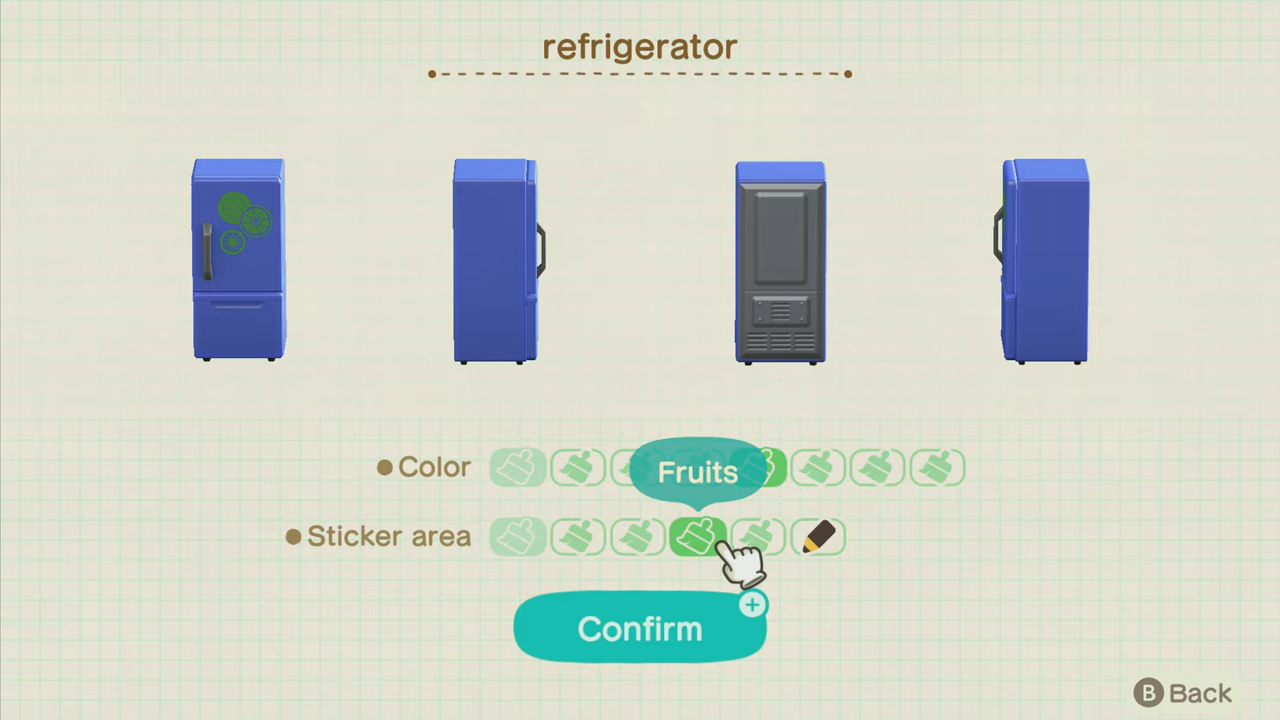 refrigerator
Color
Fruits
Sticker area
Confirm
B Back